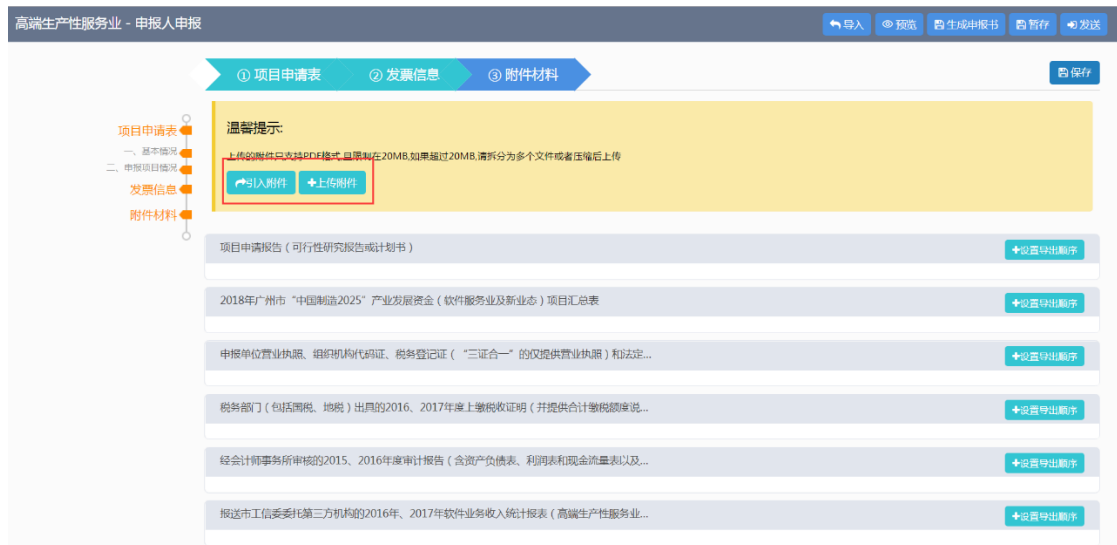 高端生产性服务业 - 申报人申报
导入 预览 生成申报书 暂存 发送
① 项目申请表 ② 发票信息 ③ 附件材料
保存
项目申请表
一、基本情况
二、申报项目情况
发票信息
附件材料
温馨提示:
上传的附件只支持PDF格式,且限制在20MB,如果超过20MB,请拆分为多个文件或者压缩后上传
引入附件 +上传附件
项目申请报告（可行性研究报告或计划书） +设置导出顺序
2018年广州市“中国制造2025”产业发展资金（软件服务业及新业态）项目汇总表 +设置导出顺序
申报单位营业执照、组织机构代码证、税务登记证（ “三证合一”的仅提供营业执照）和法定... +设置导出顺序
税务部门（包括国税、地税）出具的2016、2017年度上缴税收证明（并提供合计缴税额度说... +设置导出顺序
经会计师事务所审核的2015、2016年度审计报告（含资产负债表、利润表和现金流量表以及... +设置导出顺序
报送市工信委委托第三方机构的2016年、2017年软件业务收入统计报表（高端生产性服务业... +设置导出顺序